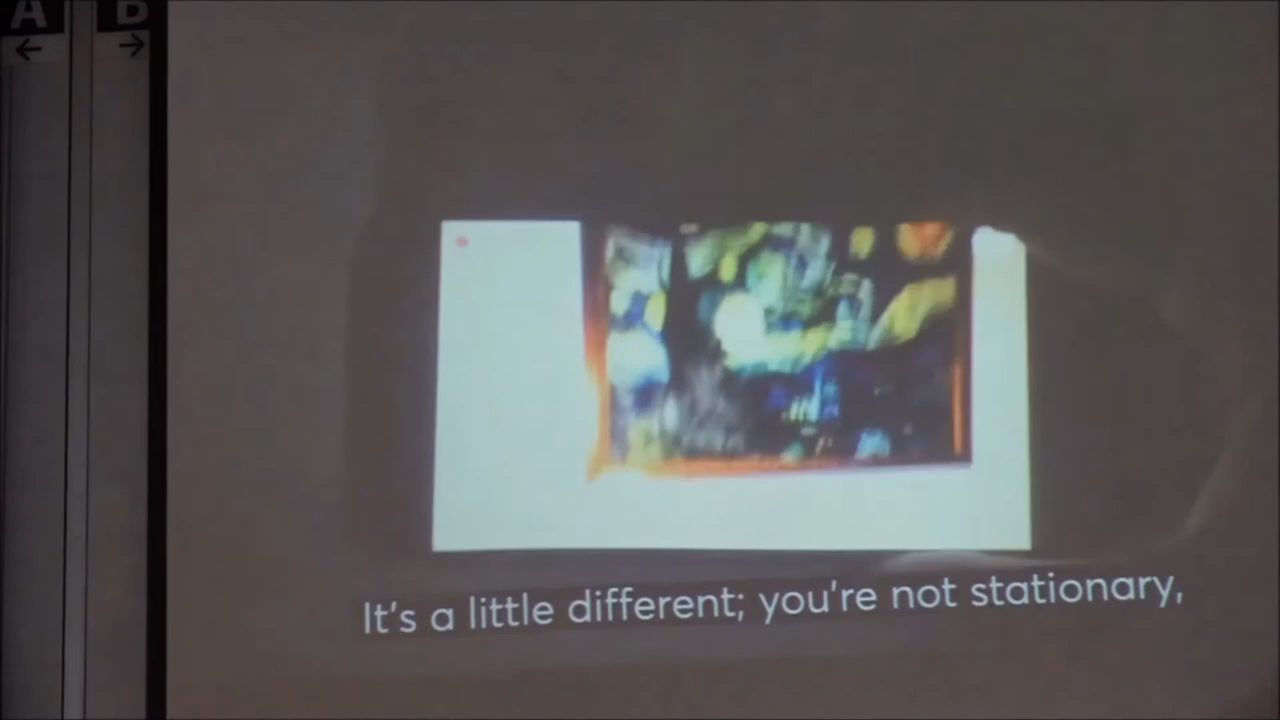 A B
← →
It's a little different; you're not stationary,